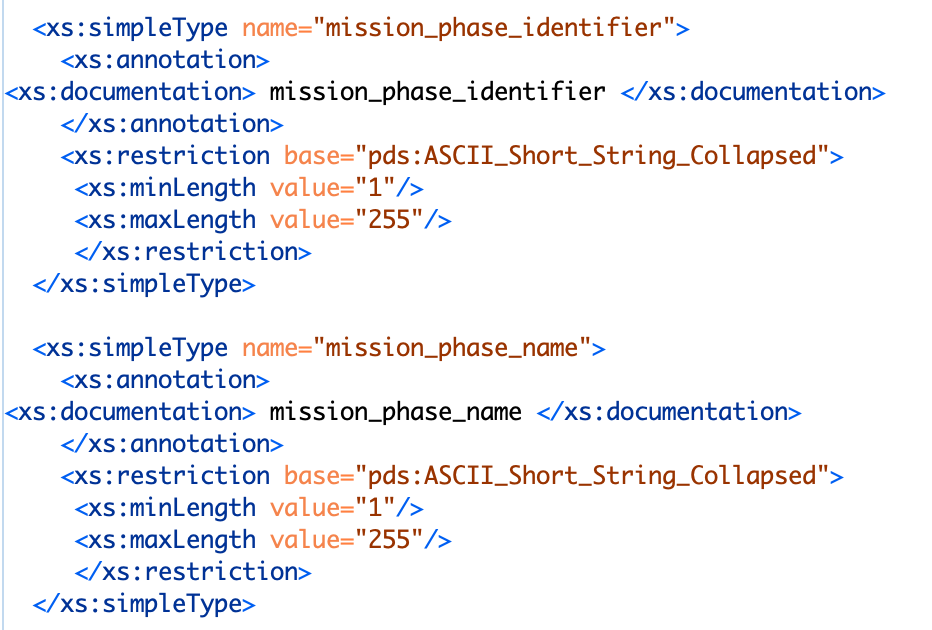 <xs:simpleType name="mission_phase_identifier">
<xs:annotation>
<xs:documentation> mission_phase_identifier </xs:documentation>
</xs:annotation>
<xs:restriction base="pds:ASCII_Short_String_Collapsed">
<xs:minLength value="1"/>
<xs:maxLength value="255"/>
</xs:restriction>
</xs:simpleType>
<xs:simpleType name="mission_phase_name">
<xs:annotation>
<xs:documentation> mission_phase_name </xs:documentation>
</xs:annotation>
<xs:restriction base="pds:ASCII_Short_String_Collapsed">
<xs:minLength value="1"/>
<xs:maxLength value="255"/>
</xs:restriction>
</xs:simpleType>